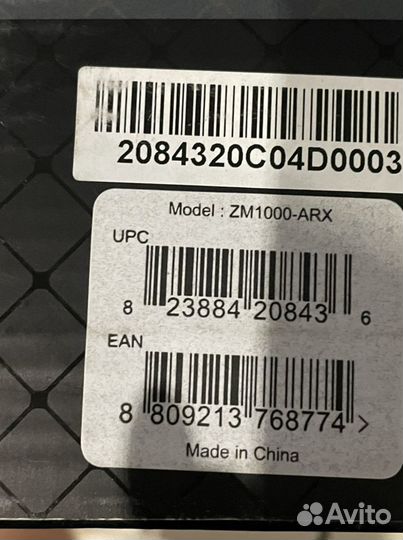 2084320C04D0003
Model : ZM1000-ARX
UPC
8 23884 20843 6
EAN
8 809213 768774 >
Made in China
Avito